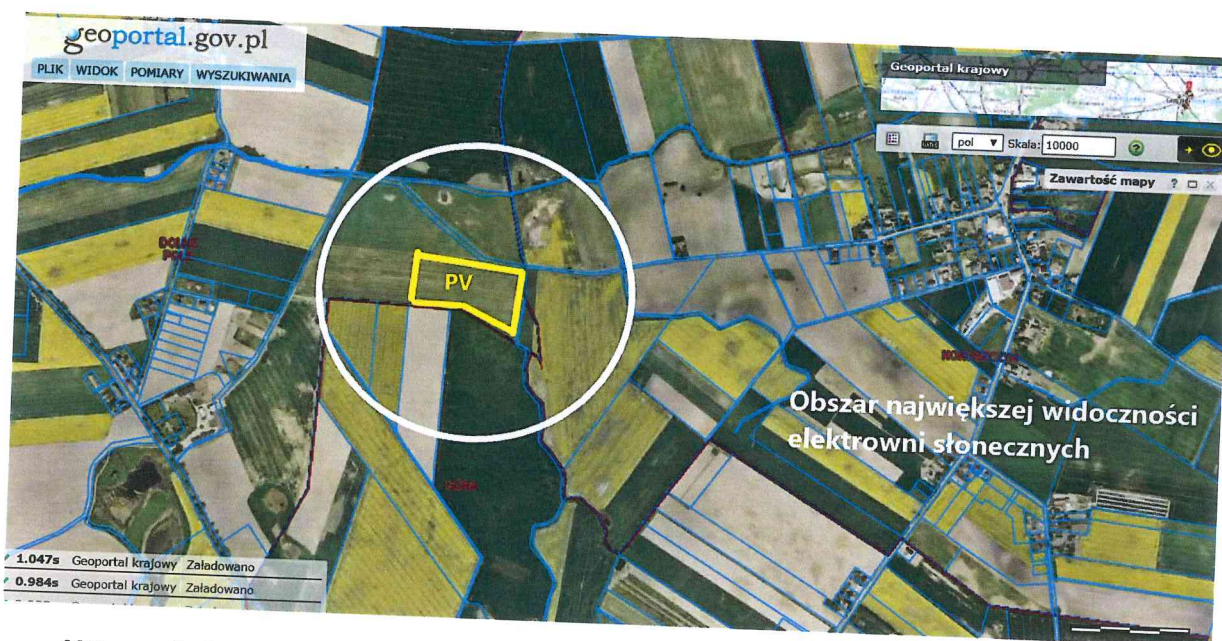 geoportal.gov.pl
PLIK WIDOK POMIARY WYSZUKIWANIA
Geoportal krajowy
pol Skala: 10000
Zawartość mapy
PV
Obszar największej widoczności
elektrowni słonecznych
1.047s Geoportal krajowy Załadowano
0.984s Geoportal krajowy Załadowano